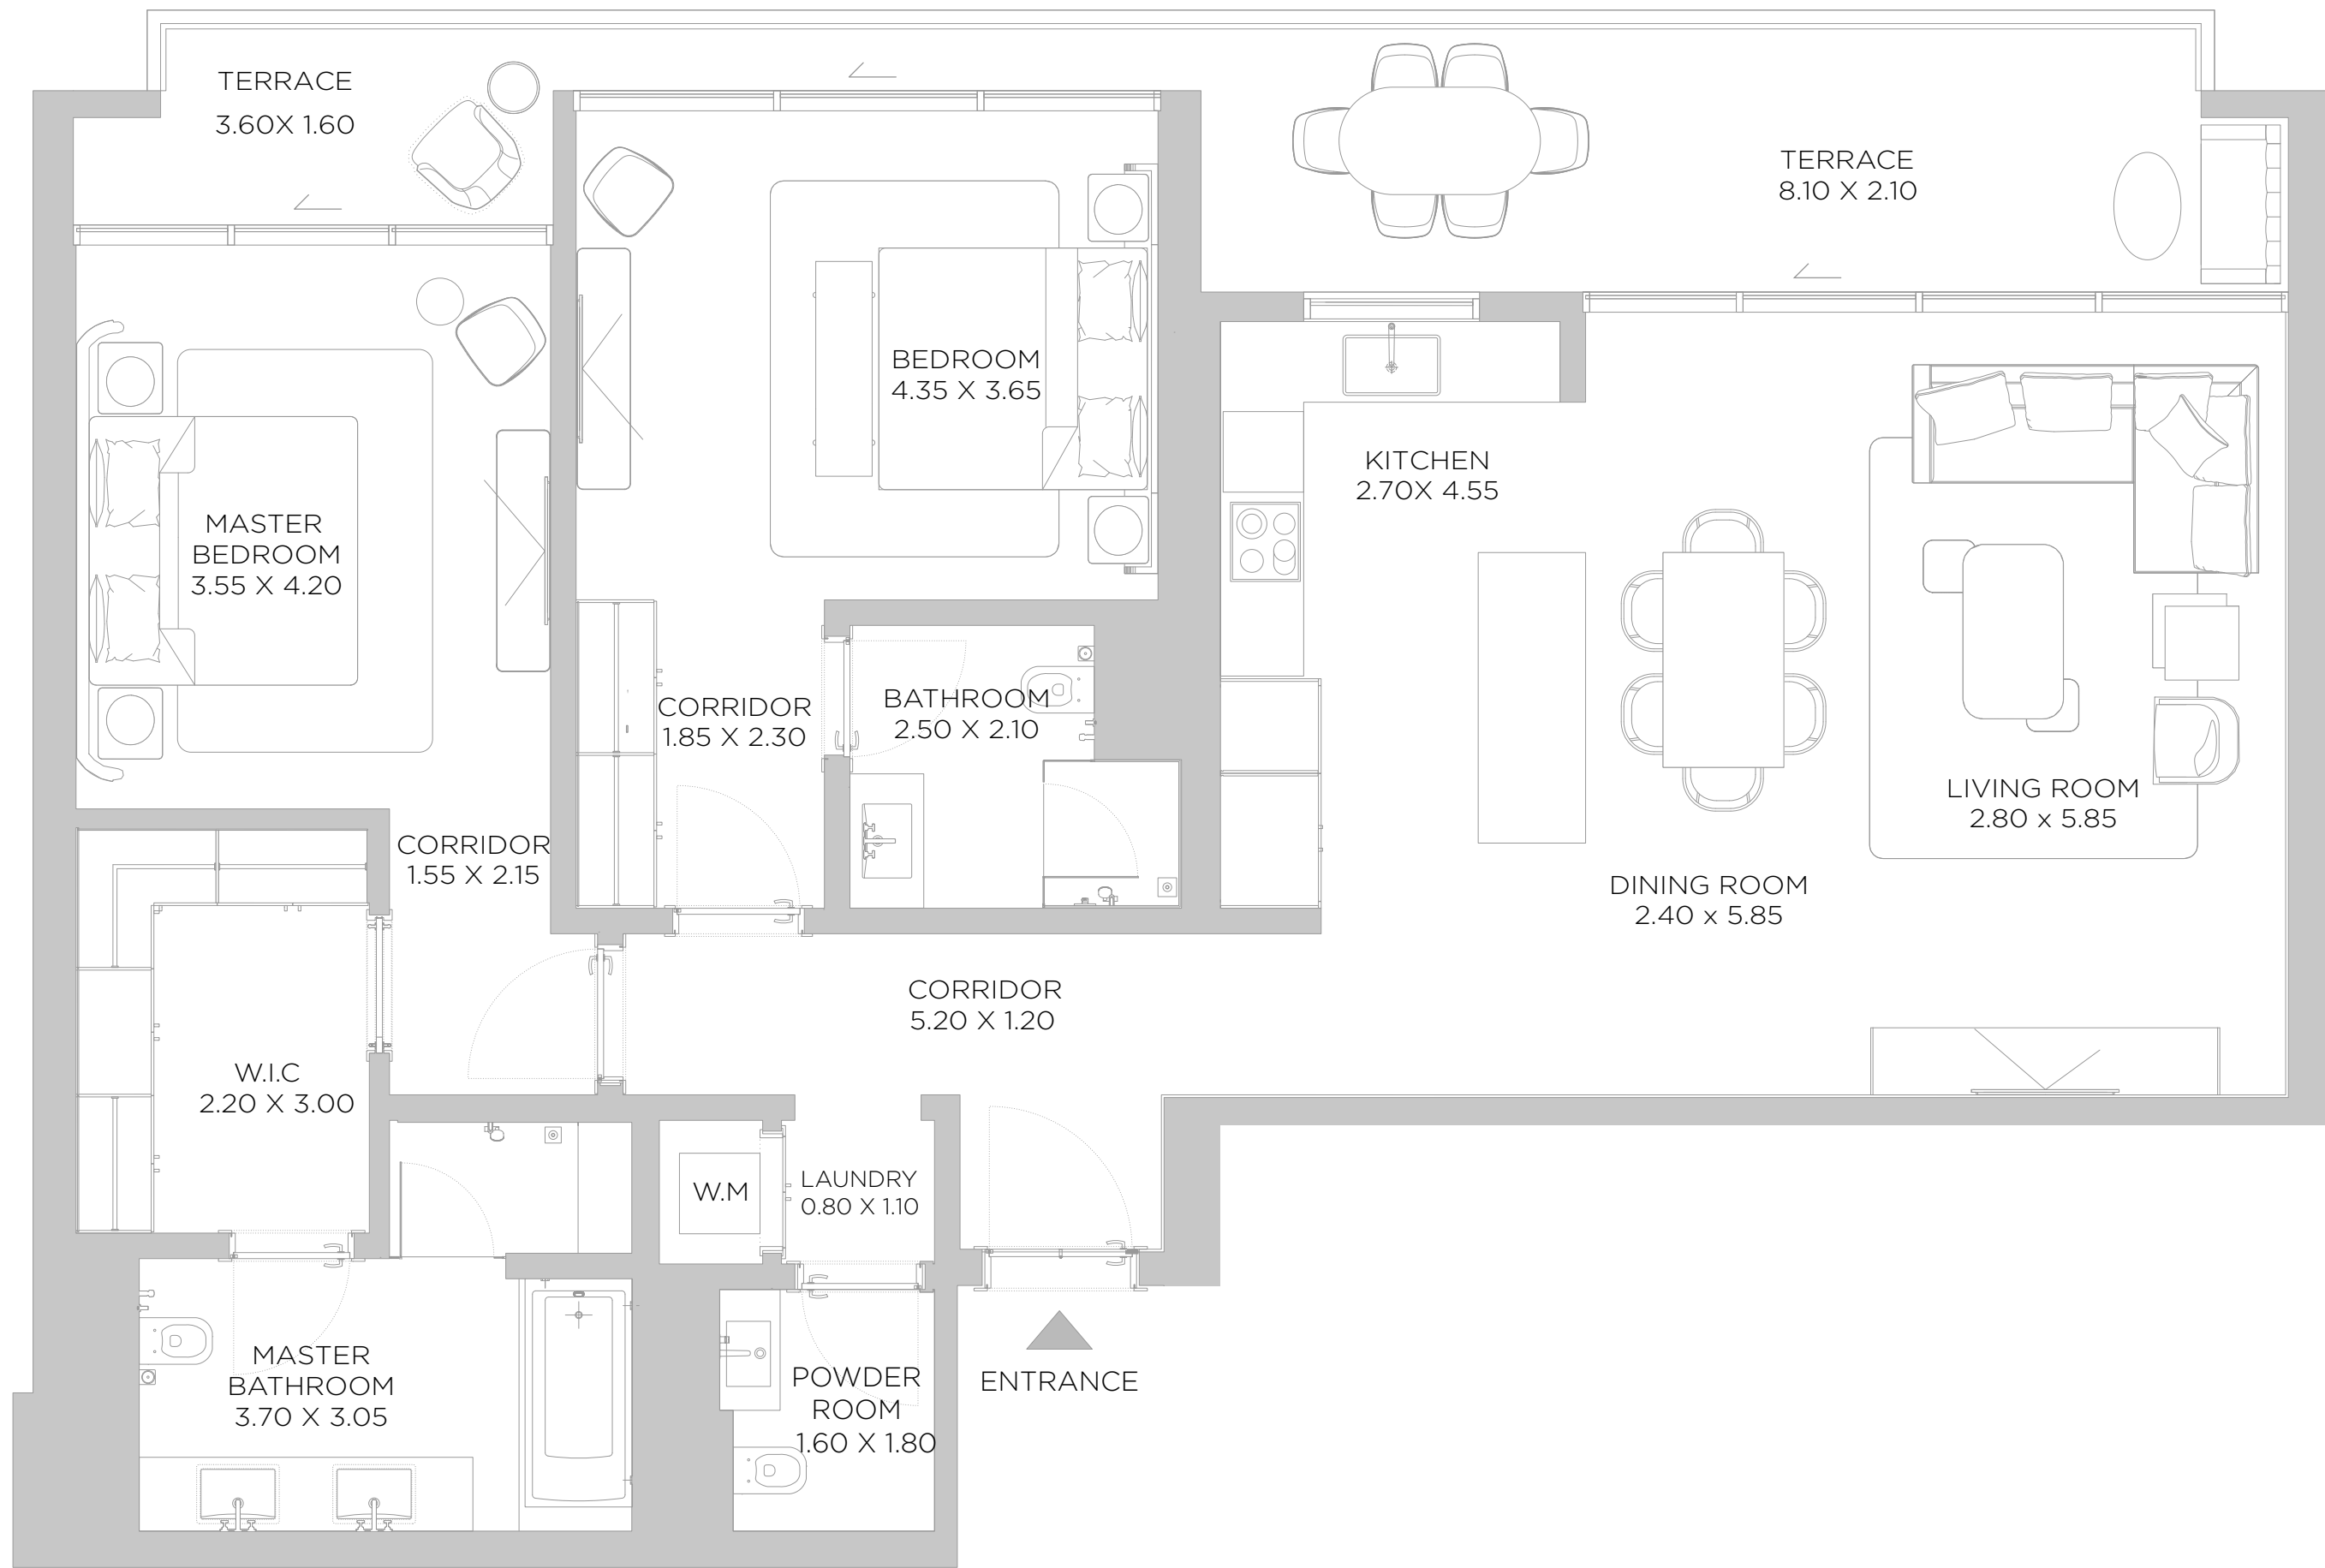 TERRACE
3.60X 1.60
TERRACE
8.10 X 2.10
BEDROOM
4.35 X 3.65
KITCHEN
2.70X 4.55
MASTER
BEDROOM
3.55 X 4.20
CORRIDOR
1.85 X 2.30
BATHROOM
2.50 X 2.10
LIVING ROOM
2.80 x 5.85
CORRIDOR
1.55 X 2.15
DINING ROOM
2.40 x 5.85
CORRIDOR
5.20 X 1.20
W.I.C
2.20 X 3.00
W.M
LAUNDRY
0.80 X 1.10
MASTER
BATHROOM
3.70 X 3.05
POWDER
ROOM
1.60 X 1.80
ENTRANCE